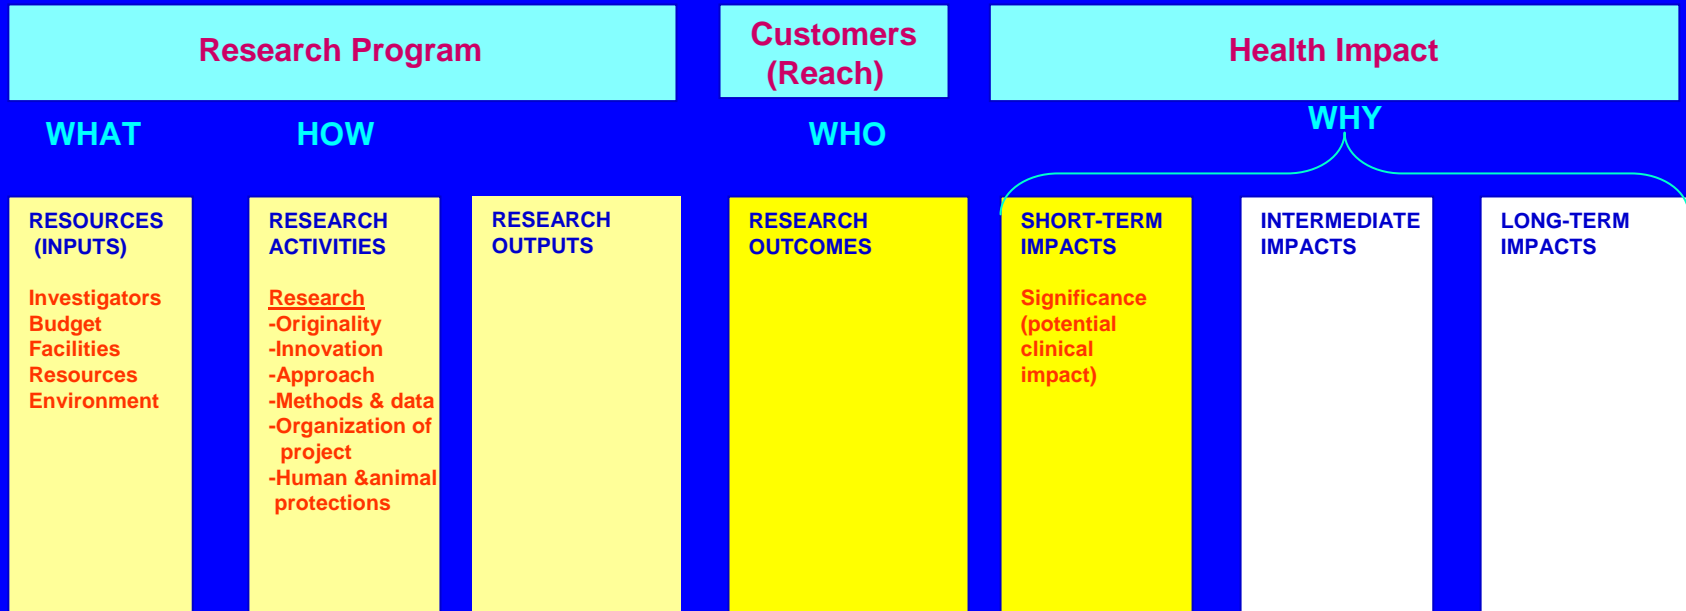 Research Program
Customers
(Reach)
Health Impact
WHAT
HOW
WHO
WHY
RESOURCES
(INPUTS)
Investigators
Budget
Facilities
Resources
Environment
RESEARCH
ACTIVITIES
Research
-Originality
-Innovation
-Approach
-Methods & data
-Organization of
project
-Human &animal
protections
RESEARCH
OUTPUTS
RESEARCH
OUTCOMES
SHORT-TERM
IMPACTS
Significance
(potential
clinical
impact)
INTERMEDIATE
IMPACTS
LONG-TERM
IMPACTS